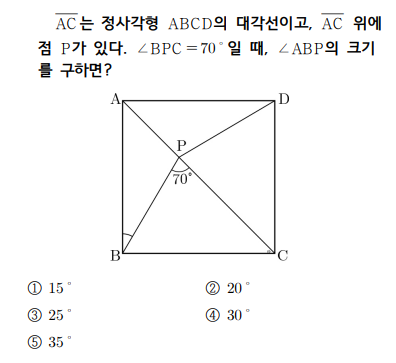 AC는 정사각형 ABCD의 대각선이고, AC 위에
점 P가 있다. ∠BPC=70°일 때, ∠ABP의 크기
를 구하면?
A
D
P
70°
B
C
① 15°
② 20°
③ 25°
④ 30°
⑤ 35°